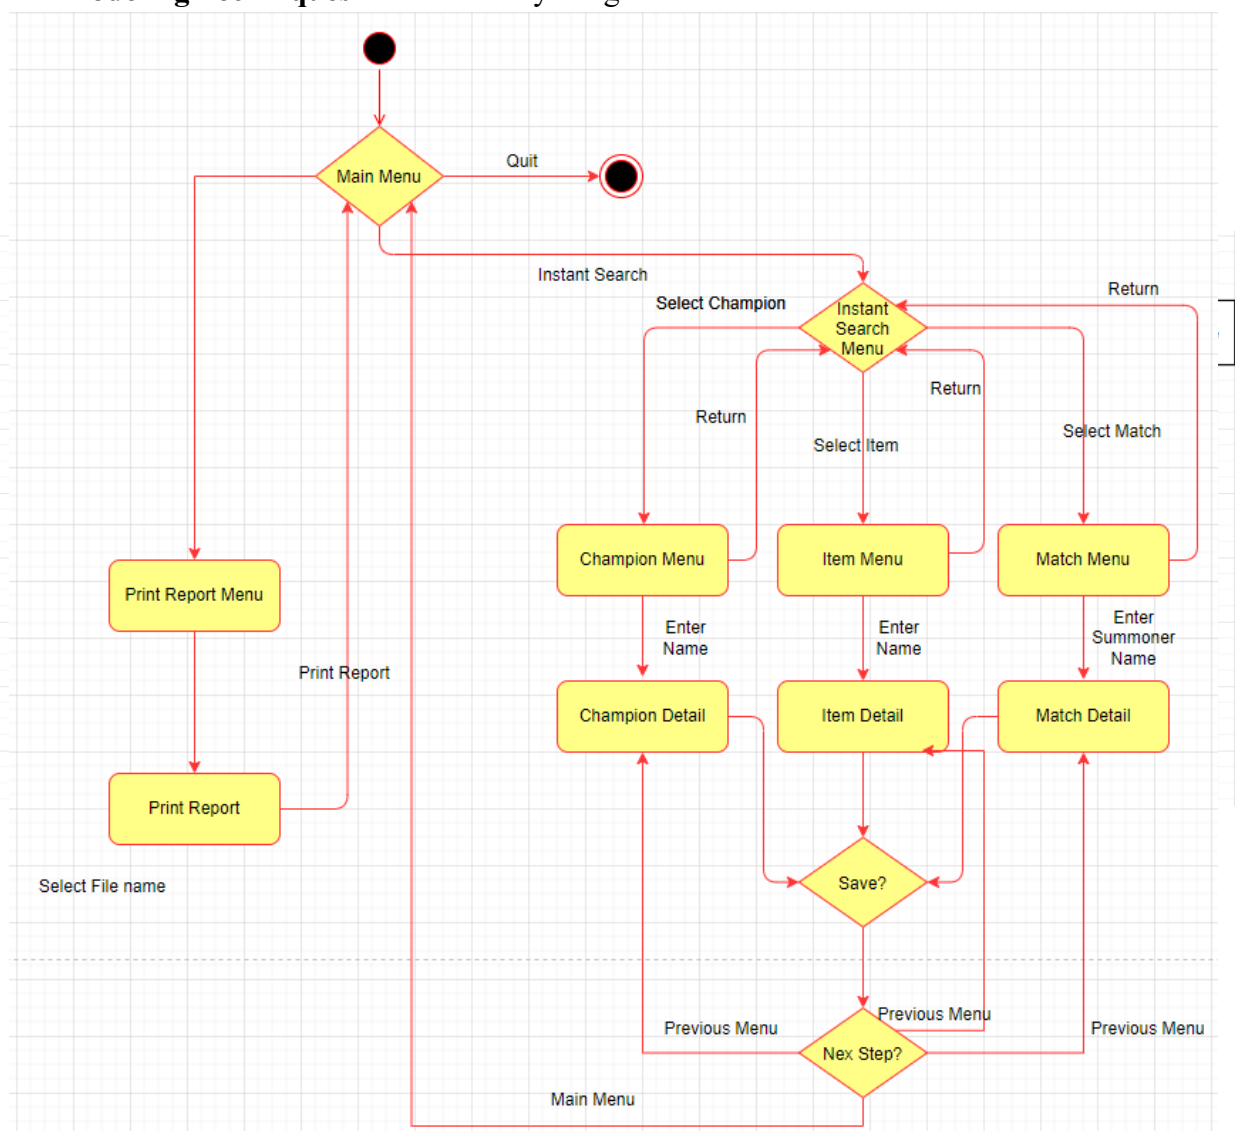 Quit
Main Menu
Instant Search
Return
Select Champion
Instant
Search
Menu
Return
Return
Select Match
Select Item
Champion Menu
Item Menu
Match Menu
Print Report Menu
Enter
Name
Enter
Name
Enter
Summoner
Name
Print Report
Champion Detail
Item Detail
Match Detail
Print Report
Select File name
Save?
Previous Menu
Previous Menu
Previous Menu
Nex Step?
Main Menu